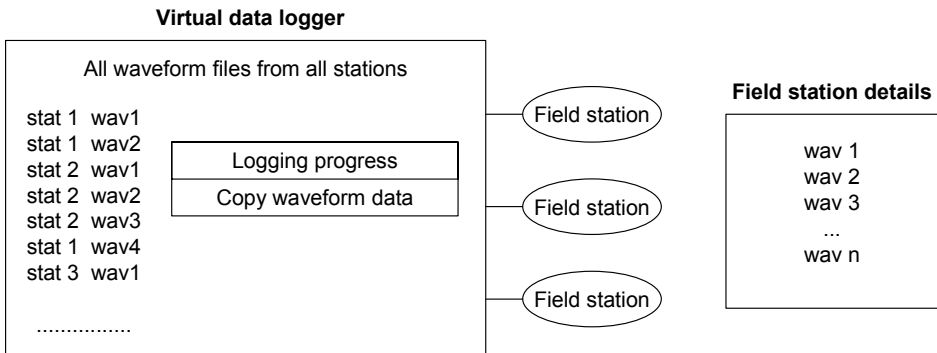 Virtual data logger
All waveform files from all stations
stat 1 wav1
stat 1 wav2
stat 2 wav1
stat 2 wav2
stat 2 wav3
stat 1 wav4
stat 3 wav1
................
Logging progress
Copy waveform data
Field station
Field station
Field station
Field station details
wav 1
wav 2
wav 3
...
wav n